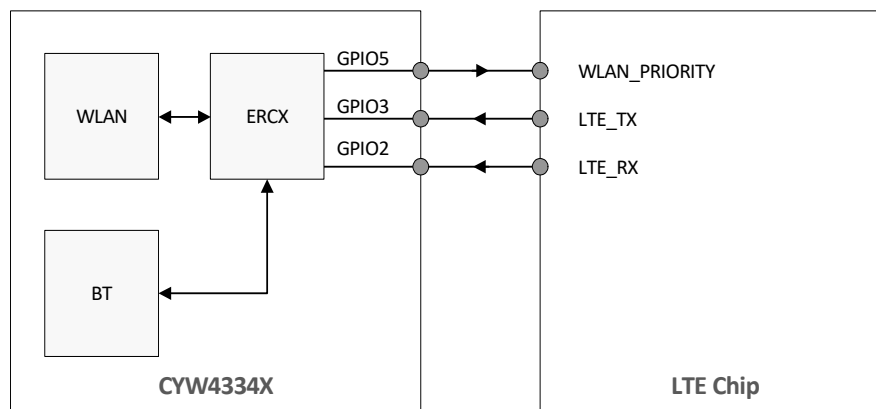 GPIO5
WLAN_PRIORITY
WLAN
ERCX
GPIO3
LTE_TX
GPIO2
LTE_RX
BT
CYW4334X
LTE Chip